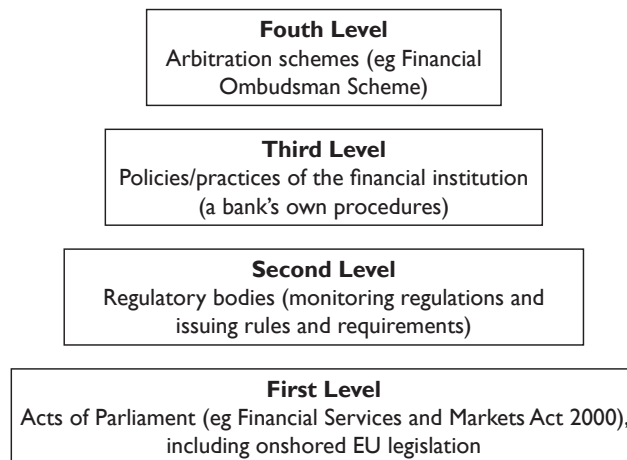 Fouth Level
Arbitration schemes (eg Financial
Ombudsman Scheme)
Third Level
Policies/practices of the financial institution
(a bank's own procedures)
Second Level
Regulatory bodies (monitoring regulations and
issuing rules and requirements)
First Level
Acts of Parliament (eg Financial Services and Markets Act 2000),
including onshored EU legislation